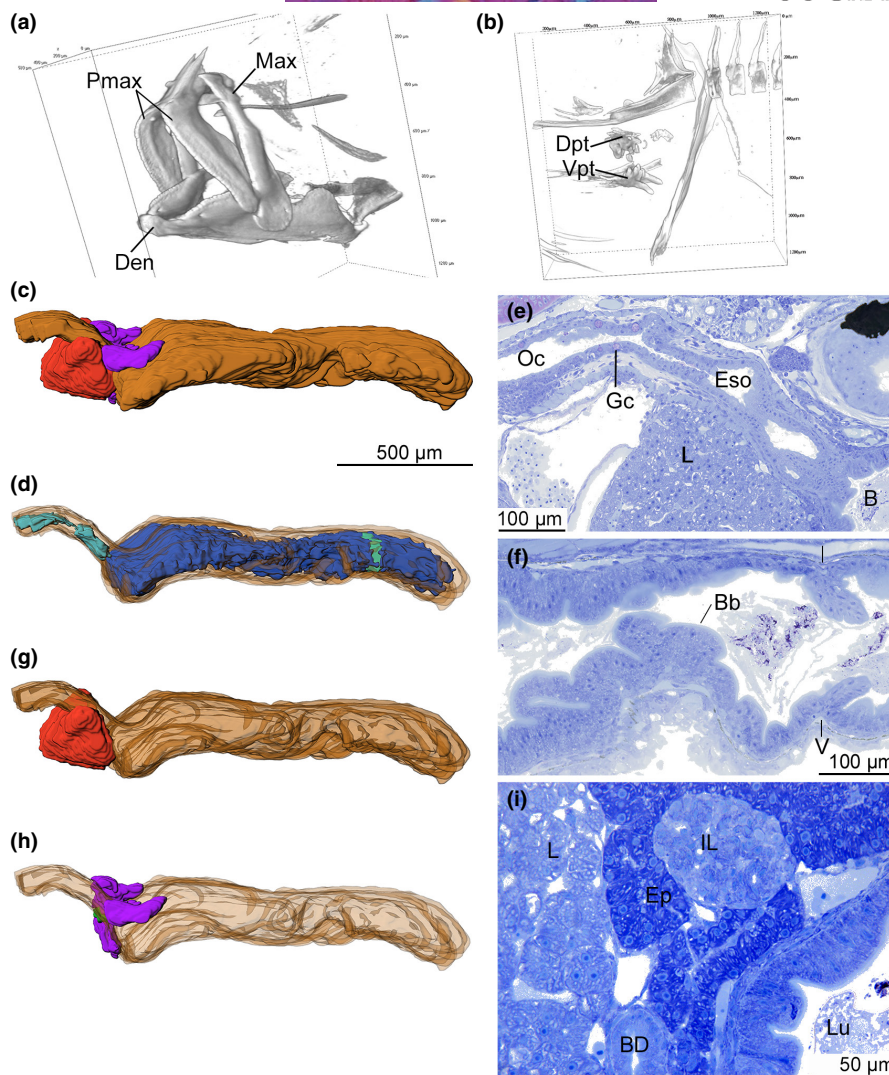 (a)
Pmax
Max
Den
(b)
Dpt
Vpt
(c)
500 µm
(d)
(e)
Oc
Gc
Eso
L
B
100 µm
(f)
Bb
V
100 µm
(g)
(h)
(i)
L
IL
Ep
BD
Lu
50 µm